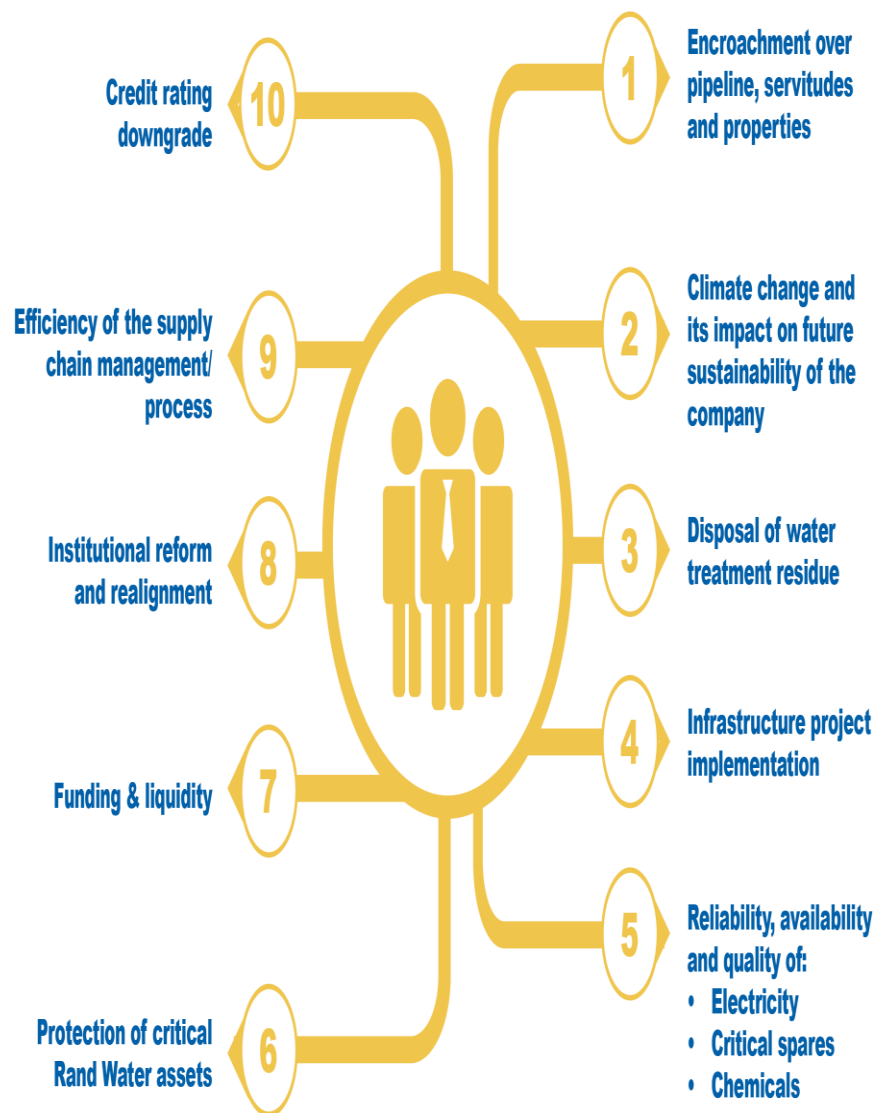 1
Encroachment over
pipeline, servitudes
and properties
2
Climate change and
its impact on future
sustainability of the
company
3
Disposal of water
treatment residue
4
Infrastructure project
implementation
5
Reliability, availability
and quality of:
• Electricity
• Critical spares
• Chemicals
6
Protection of critical
Rand Water assets
7
Funding & liquidity
8
Institutional reform
and realignment
9
Efficiency of the supply
chain management/
process
10
Credit rating
downgrade